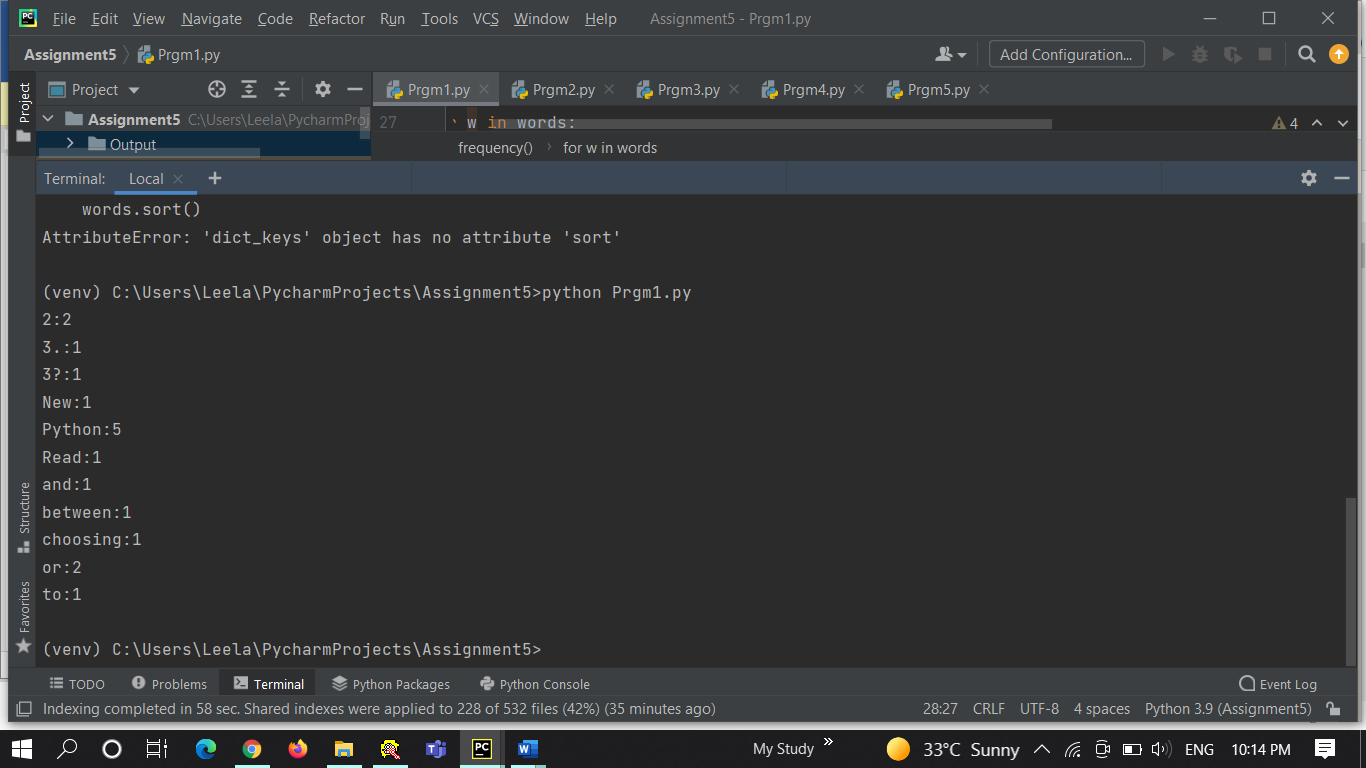 PC File Edit View Navigate Code Refactor Run Tools VCS Window Help Assignment5 - Prgm1.py
Assignment5 Prgm1.py Add Configuration...
Project Project Prgm1.py Prgm2.py Prgm3.py Prgm4.py Prgm5.py
Assignment5 C:\Users\Leela\PycharmProj 27 w in words: 4
Output frequency() for w in words
Terminal: Local
words.sort()
AttributeError: 'dict_keys' object has no attribute 'sort'
(venv) C:\Users\Leela\PycharmProjects\Assignment5>python Prgm1.py
2:2
3.:1
3?:1
New:1
Python:5
Read:1
and:1
between:1
choosing:1
or:2
to:1
(venv) C:\Users\Leela\PycharmProjects\Assignment5>
Structure
Favorites
TODO Problems Terminal Python Packages Python Console Event Log
Indexing completed in 58 sec. Shared indexes were applied to 228 of 532 files (42%) (35 minutes ago) 28:27 CRLF UTF-8 4 spaces Python 3.9 (Assignment5)
PC W My Study » 33°C Sunny ENG 10:14 PM